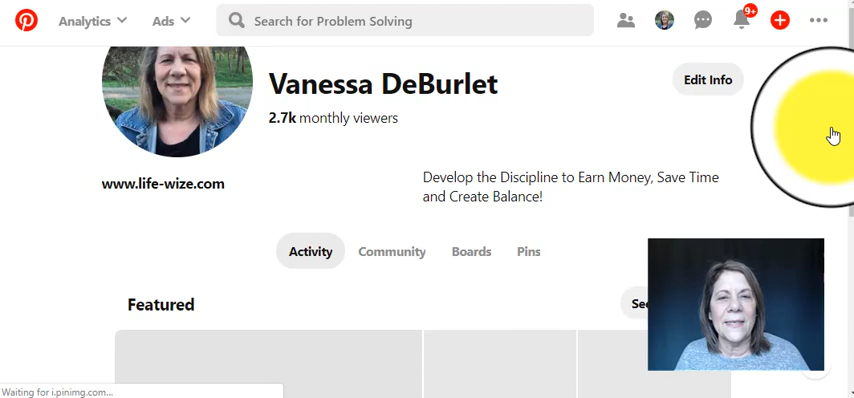 Analytics Ads Search for Problem Solving 9+
Vanessa DeBurlet Edit Info
2.7k monthly viewers
www.life-wize.com
Develop the Discipline to Earn Money, Save Time
and Create Balance!
Activity Community Boards Pins
Featured
Waiting for i.pinimg.com...